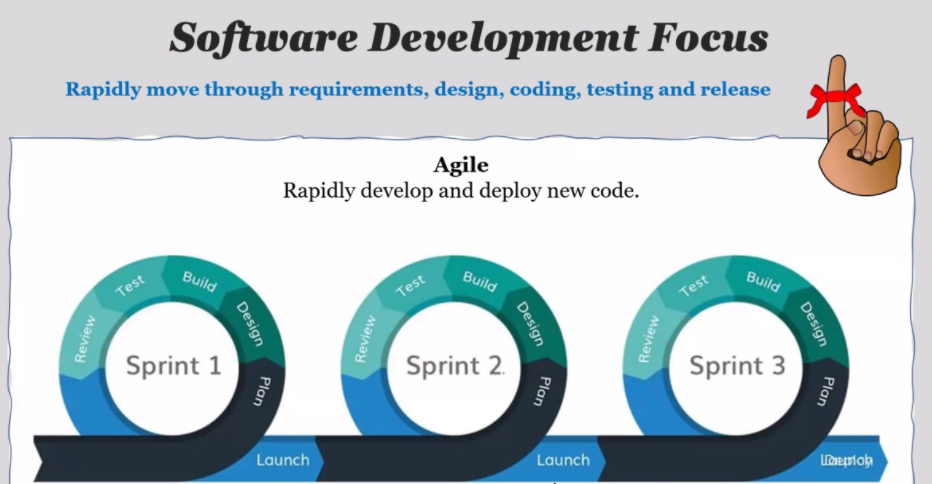 Software Development Focus
Rapidly move through requirements, design, coding, testing and release
Agile
Rapidly develop and deploy new code.
Review
Test
Build
Design
Plan
Sprint 1
Launch
Review
Test
Build
Design
Plan
Sprint 2.
Launch
Review
Test
Build
Design
Plan
Sprint 3